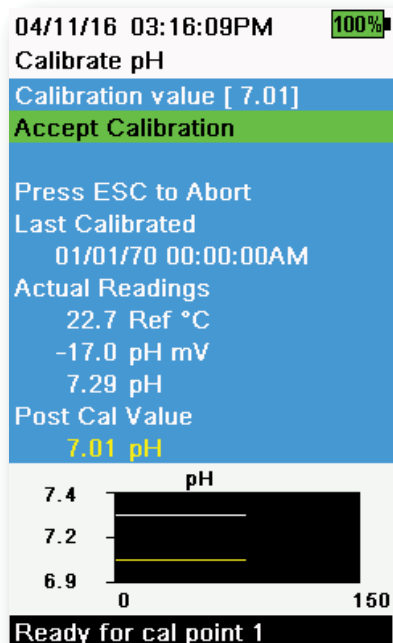 04/11/16 03:16:09PM 100%
Calibrate pH
Calibration value [ 7.01]
Accept Calibration
Press ESC to Abort
Last Calibrated
01/01/70 00:00:00AM
Actual Readings
22.7 Ref °C
-17.0 pH mV
7.29 pH
Post Cal Value
7.01 pH
pH
7.4
7.2
6.9
0 150
Ready for cal point 1